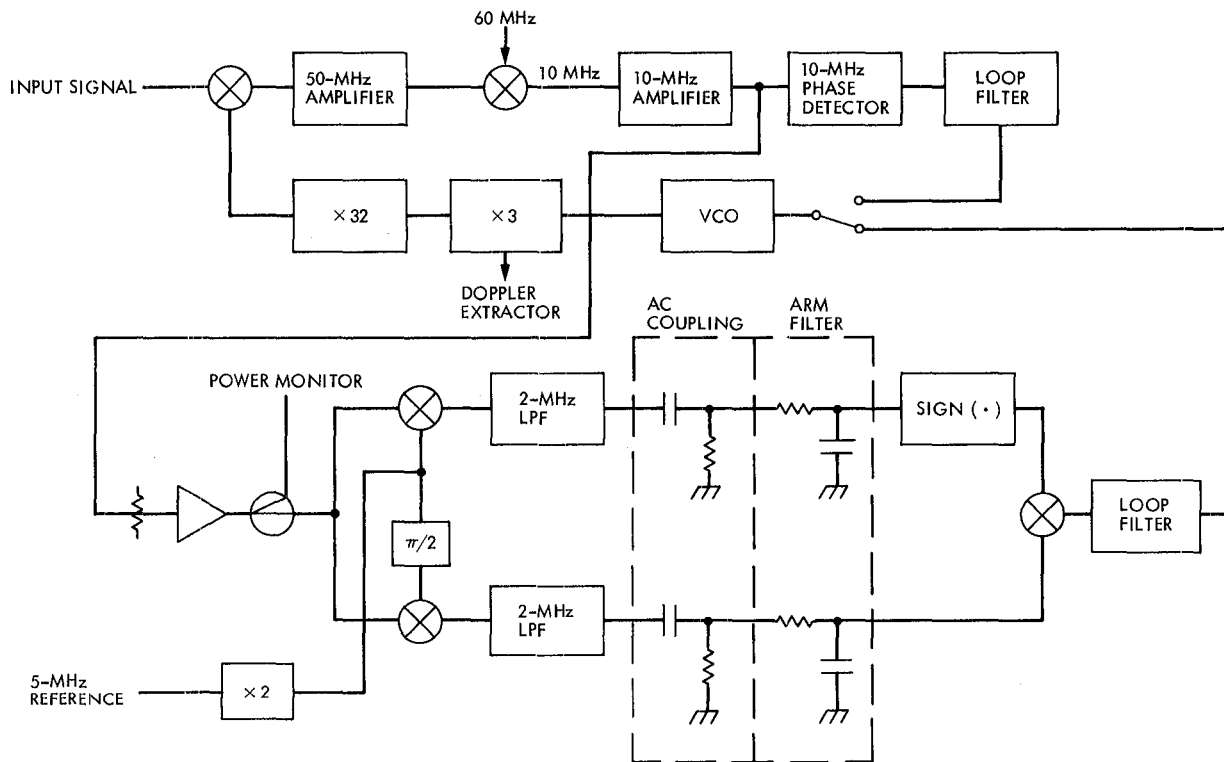 60 MHz
INPUT SIGNAL
50-MHz
AMPLIFIER
10 MHz
10-MHz
AMPLIFIER
10-MHz
PHASE
DETECTOR
LOOP
FILTER
×32
×3
VCO
DOPPLER
EXTRACTOR
AC
COUPLING
ARM
FILTER
POWER MONITOR
2-MHz
LPF
SIGN (·)
π/2
LOOP
FILTER
2-MHz
LPF
5-MHz
REFERENCE
×2